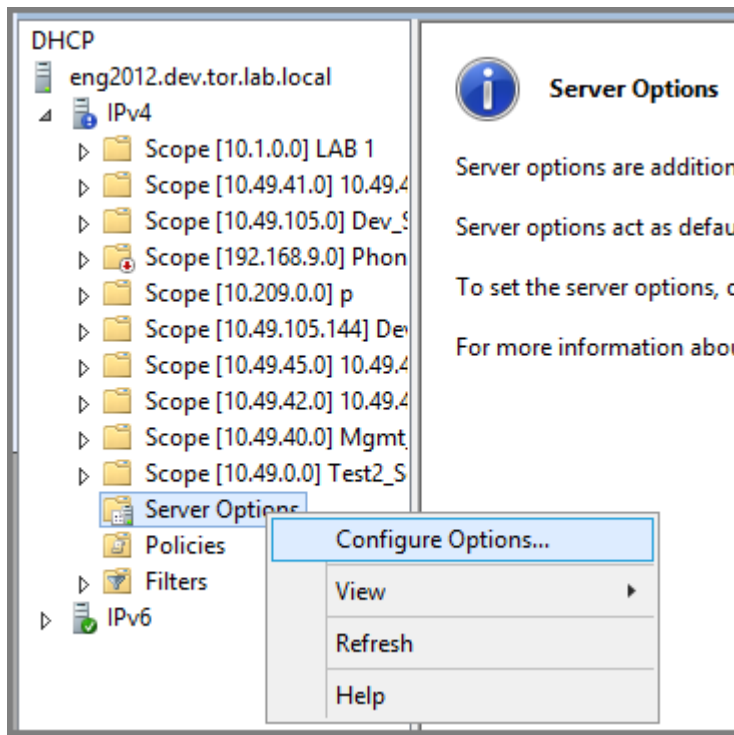 DHCP
eng2012.dev.tor.lab.local
IPv4
Scope [10.1.0.0] LAB 1
Scope [10.49.41.0] 10.49.4
Scope [10.49.105.0] Dev_S
Scope [192.168.9.0] Phon
Scope [10.209.0.0] p
Scope [10.49.105.144] Dev
Scope [10.49.45.0] 10.49.4
Scope [10.49.42.0] 10.49.4
Scope [10.49.40.0] Mgmt_
Scope [10.49.0.0] Test2_S
Server Options
Policies
Filters
IPv6
Configure Options...
View
Refresh
Help
Server Options
Server options are addition
Server options act as defau
To set the server options, c
For more information abou